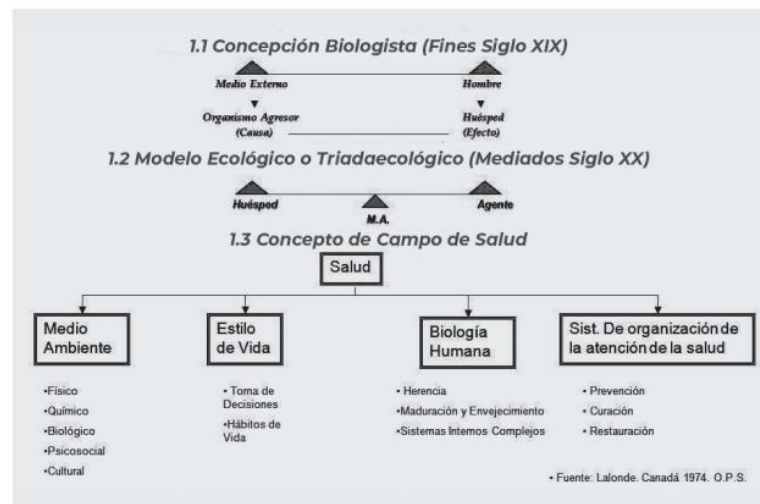 1.1 Concepción Biologista (Fines Siglo XIX)
Medio Externo
Hombre
Organismo Agresor
(Causa)
Huésped
(Efecto)
1.2 Modelo Ecológico o Triadaecológico (Mediados Siglo XX)
Huésped
M.A.
Agente
1.3 Concepto de Campo de Salud
Salud
Medio
Ambiente
•Físico
•Químico
•Biológico
•Psicosocial
•Cultural
Estilo
de Vida
• Toma de
Decisiones
•Hábitos de
Vida
Biología
Humana
• Herencia
•Maduración y Envejecimiento
•Sistemas Internos Complejos
Sist. De organización de
la atención de la salud
• Prevención
• Curación
• Restauración
• Fuente: Lalonde. Canadá 1974. O.P.S.